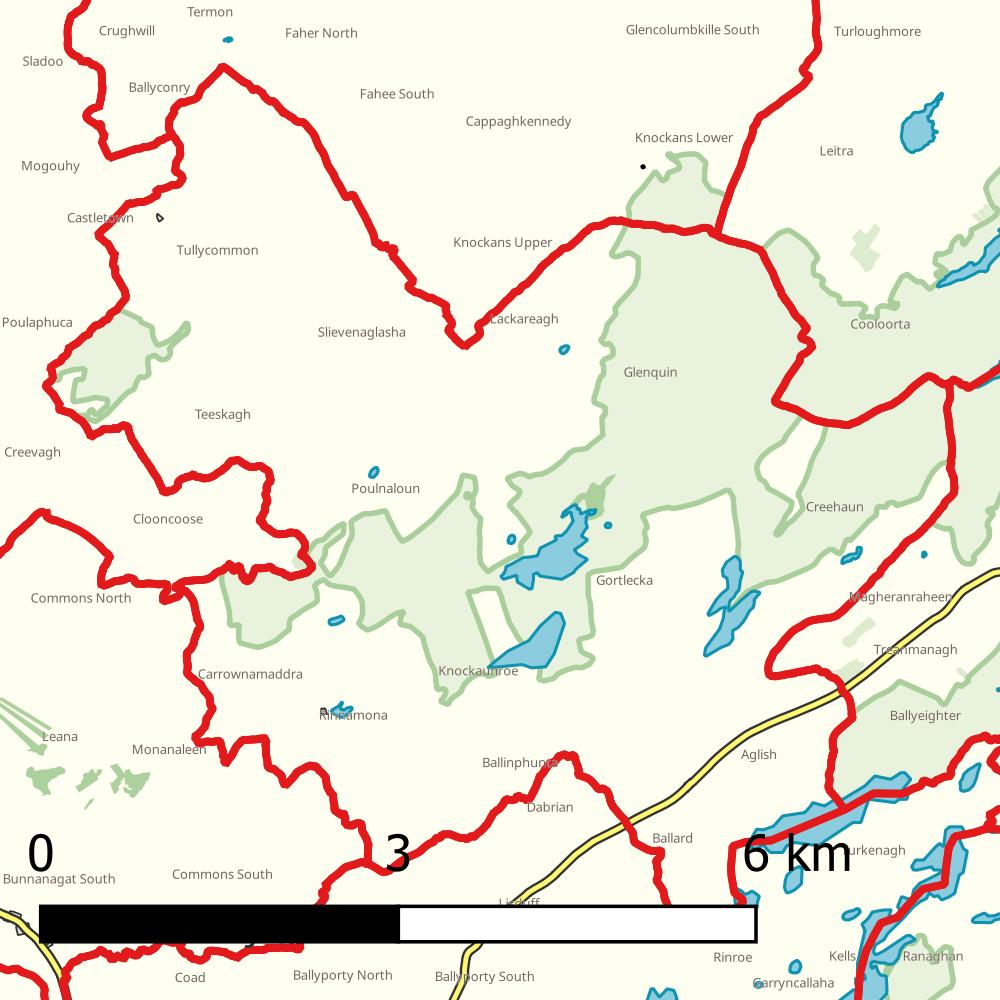 Termon
Crughwill
Faher North
Glencolumbkille South
Turloughmore
Sladoo
Ballyconry
Fahee South
Cappaghkennedy
Knockans Lower
Leitra
Mogouhy
Castletown
Tullycommon
Knockans Upper
Poulaphuca
Slievenaglasha
Lackareagh
Cooloorta
Glenquin
Teeskagh
Creevagh
Poulnaloun
Clooncoose
Creehaun
Gortlecka
Commons North
Magheranraheen
Treanmanagh
Carrownamaddra
Knockaunroe
Rinnamona
Ballyeighter
Leana
Monanaleen
Aglish
Ballinphunta
Dabrian
Ballard
0 3 6 km
Commons South
Bunnanagat South
Coad
Ballyporty North
Ballyporty South
Rinroe
Kells
Ranaghan
Garryncallaha